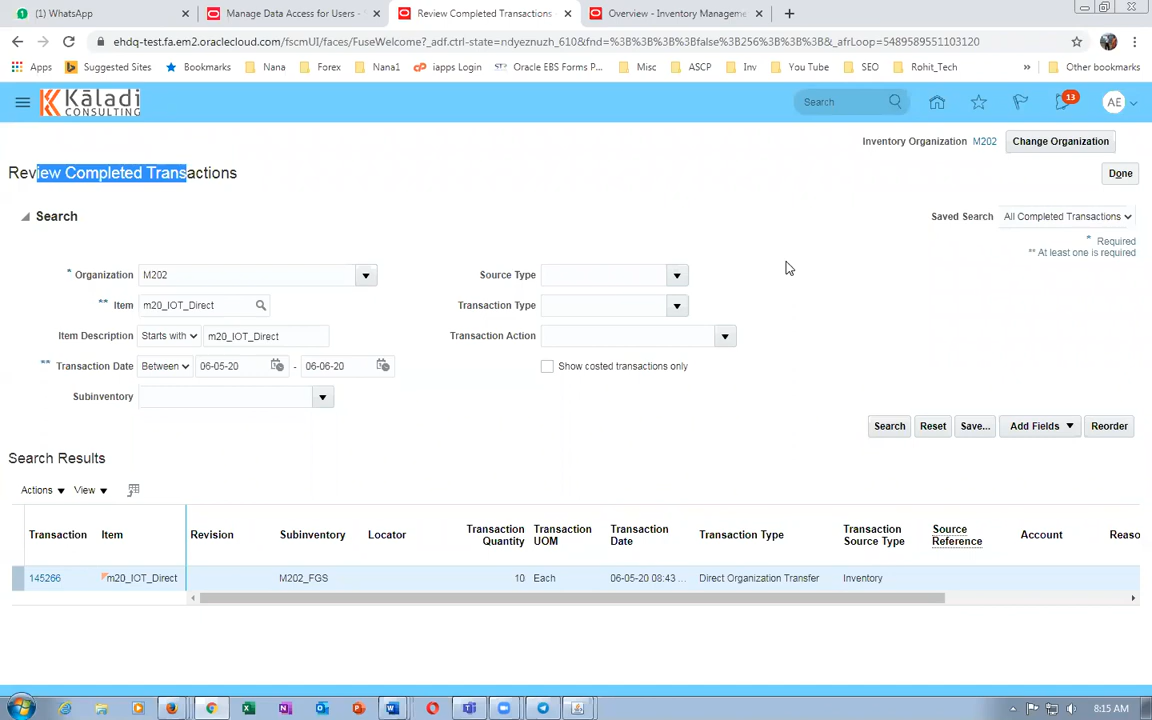 (1) WhatsApp
Manage Data Access for Users -
Review Completed Transactions
Overview - Inventory Manageme
ehdq-test.fa.em2.oraclecloud.com/fscmUI/faces/FuseWelcome?_adf.ctrl-state=ndyeznuzh_610&fnd=%3B%3B%3B%3Bfalse%3B256%3B%3B%3B&_afrLoop=5489589551103120
Apps Suggested Sites Bookmarks Nana Forex Nana1 iapps Login Oracle EBS Forms P... Misc ASCP Inv You Tube SEO Rohit_Tech » Other bookmarks
Kāladi
CONSULTING
Search
13
AE
Inventory Organization M202 Change Organization
Review Completed Transactions
Done
Search
Saved Search All Completed Transactions
* Required
** At least one is required
* Organization M202
Source Type
** Item m20_IOT_Direct
Transaction Type
Item Description Starts with m20_IOT_Direct
Transaction Action
** Transaction Date Between 06-05-20 - 06-06-20
Show costed transactions only
Subinventory
Search Reset Save... Add Fields Reorder
Search Results
Actions View
Transaction Item Revision Subinventory Locator Transaction Quantity Transaction UOM Transaction Date Transaction Type Transaction Source Type Source Reference Account Reaso
145266 m20_IOT_Direct M202_FGS 10 Each 06-05-20 08:43 ... Direct Organization Transfer Inventory
8:15 AM